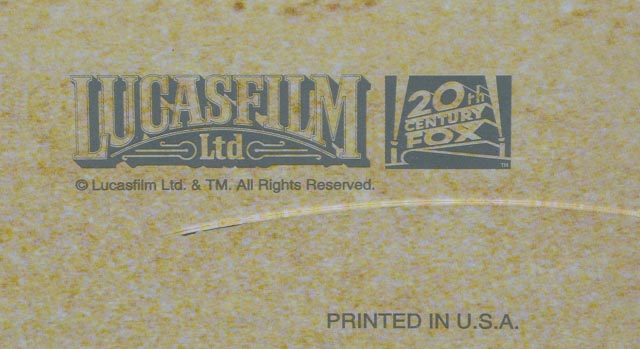 LUCASFILM
Ltd
20th
CENTURY
FOX
TM
© Lucasfilm Ltd. & TM. All Rights Reserved.
PRINTED IN U.S.A.